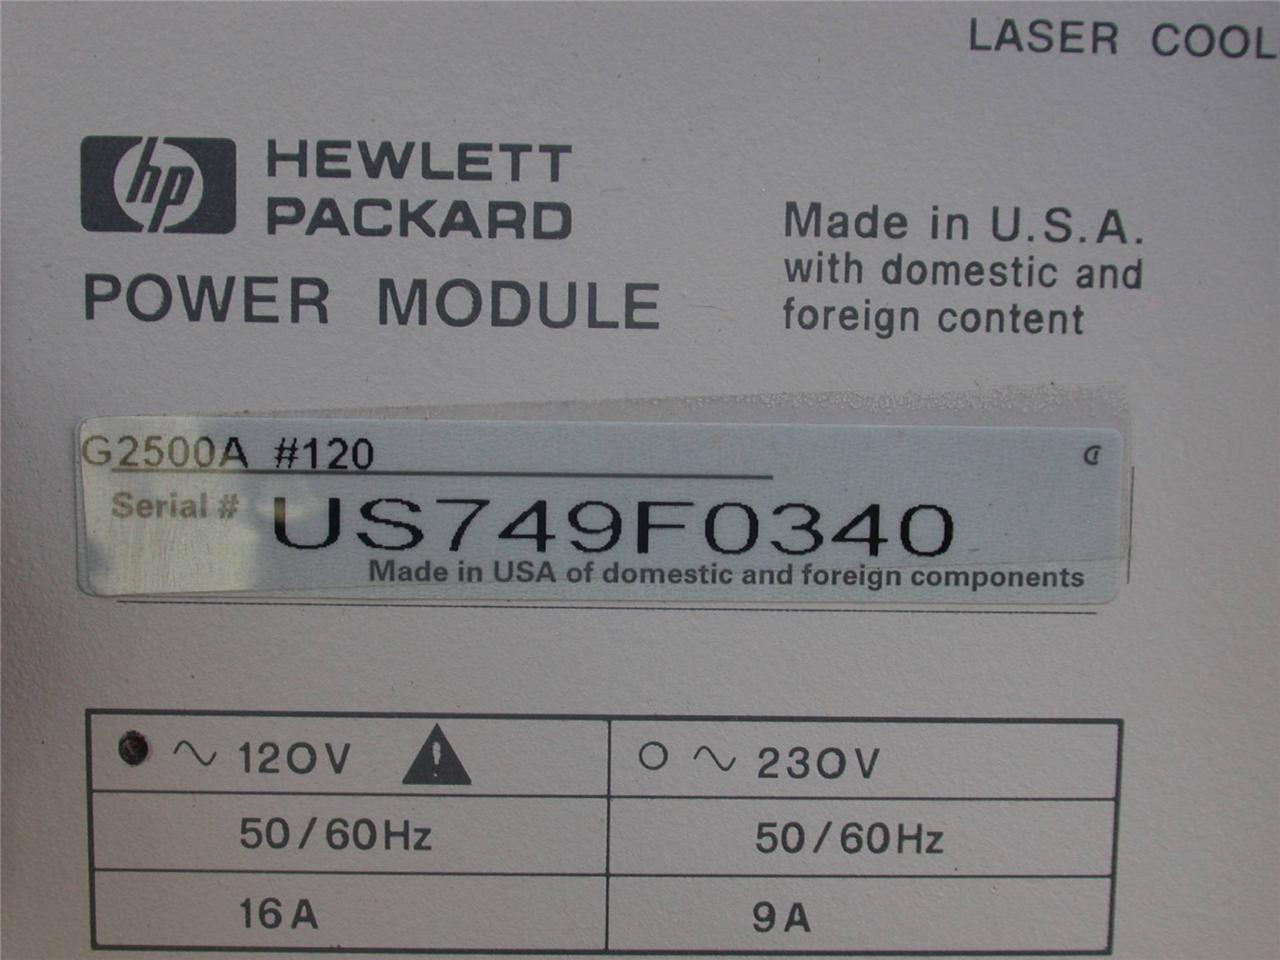 LASER COOL
hp HEWLETT
PACKARD
POWER MODULE
Made in U.S.A.
with domestic and
foreign content
G2500A #120
Serial # US749F0340
Made in USA of domestic and foreign components
~ 120V ~ 230V
50/60Hz 50/60Hz
16A 9A